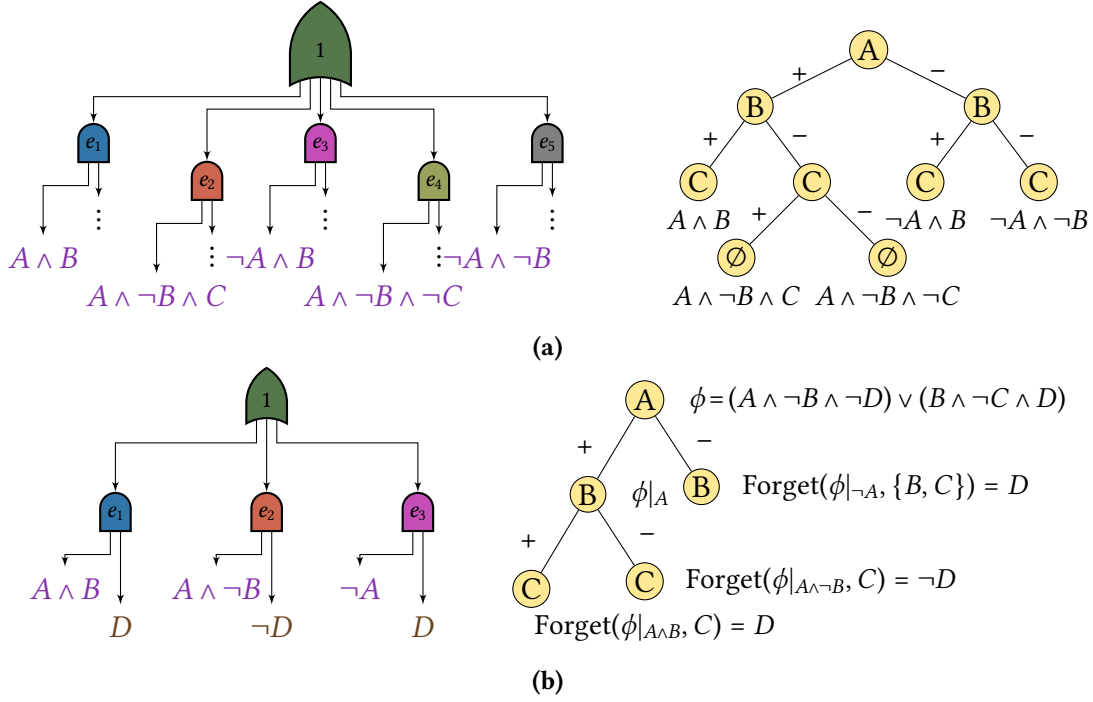 1
A
+
−
e₁
e₃
e₅
B
B
+
−
+
−
e₂
e₄
C
C
C
C
⋮
⋮
⋮
A ∧ B
+
−
¬A ∧ B
¬A ∧ ¬B
A ∧ B
⋮
¬A ∧ B
⋮
¬A ∧ ¬B
∅
∅
A ∧ ¬B ∧ C
A ∧ ¬B ∧ ¬C
A ∧ ¬B ∧ C
A ∧ ¬B ∧ ¬C
(a)
1
A
ϕ = (A ∧ ¬B ∧ ¬D) ∨ (B ∧ ¬C ∧ D)
+
−
e₁
e₂
e₃
B
ϕ|A
B
Forget(ϕ|¬A, {B, C}) = D
+
−
A ∧ B
A ∧ ¬B
¬A
C
C
Forget(ϕ|A∧¬B, C) = ¬D
D
¬D
D
Forget(ϕ|A∧B, C) = D
(b)